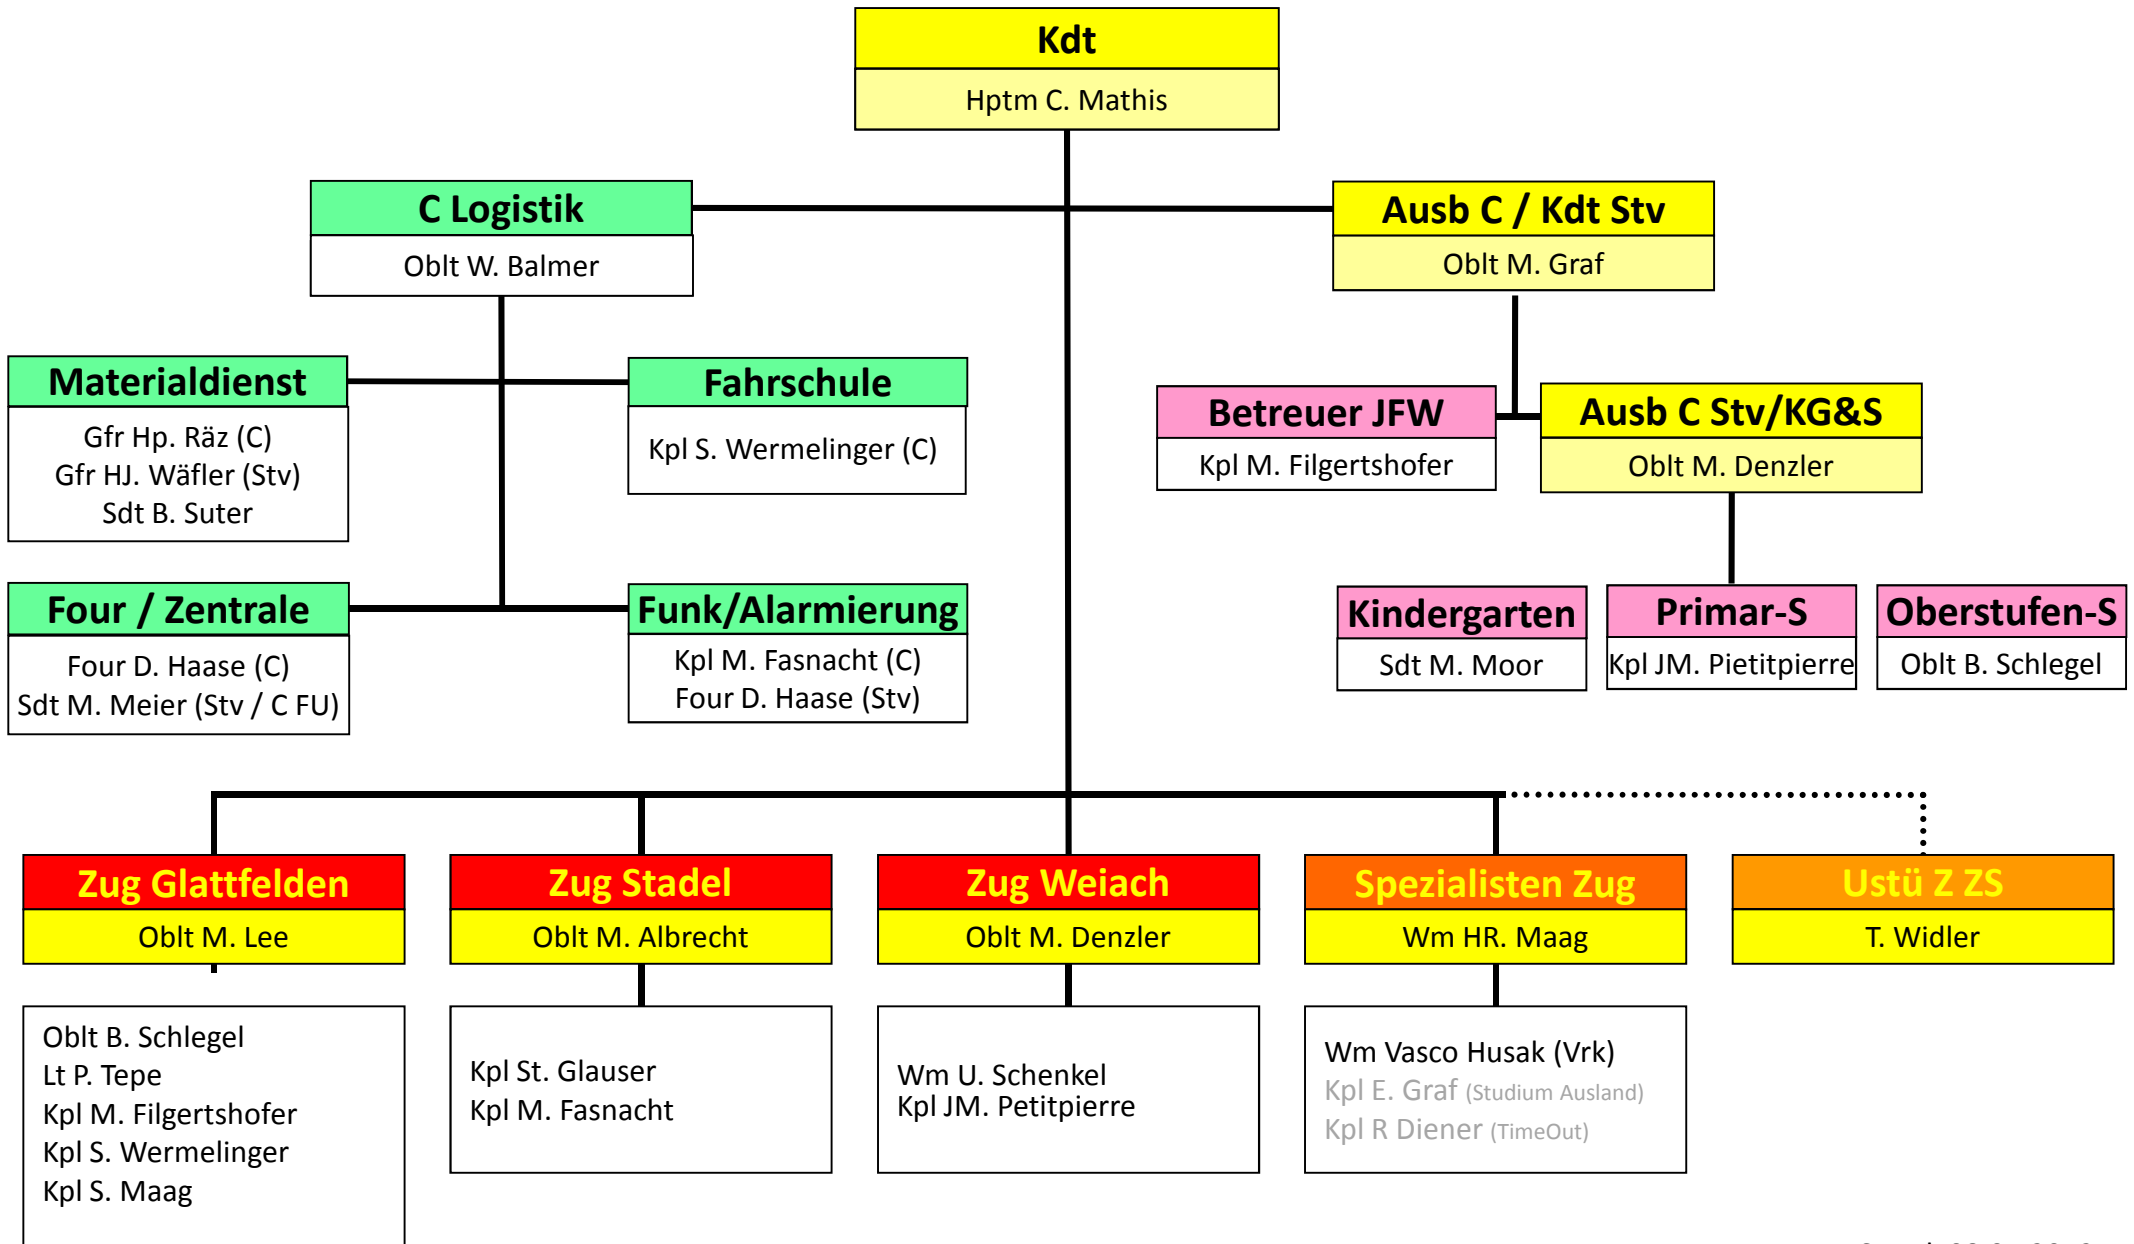 Kdt
Hptm C. Mathis
C Logistik
Oblt W. Balmer
Ausb C / Kdt Stv
Oblt M. Graf
Materialdienst
Gfr Hp. Räz (C)
Gfr HJ. Wäfler (Stv)
Sdt B. Suter
Fahrschule
Kpl S. Wermelinger (C)
Betreuer JFW
Kpl M. Filgertshofer
Ausb C Stv/KG&S
Oblt M. Denzler
Four / Zentrale
Four D. Haase (C)
Sdt M. Meier (Stv / C FU)
Funk/Alarmierung
Kpl M. Fasnacht (C)
Four D. Haase (Stv)
Kindergarten
Sdt M. Moor
Primar-S
Kpl JM. Pietitpierre
Oberstufen-S
Oblt B. Schlegel
Zug Glattfelden
Oblt M. Lee
Oblt B. Schlegel
Lt P. Tepe
Kpl M. Filgertshofer
Kpl S. Wermelinger
Kpl S. Maag
Zug Stadel
Oblt M. Albrecht
Kpl St. Glauser
Kpl M. Fasnacht
Zug Weiach
Oblt M. Denzler
Wm U. Schenkel
Kpl JM. Petitpierre
Spezialisten Zug
Wm HR. Maag
Wm Vasco Husak (Vrk)
Kpl E. Graf (Studium Ausland)
Kpl R Diener (TimeOut)
Ustü Z ZS
T. Widler